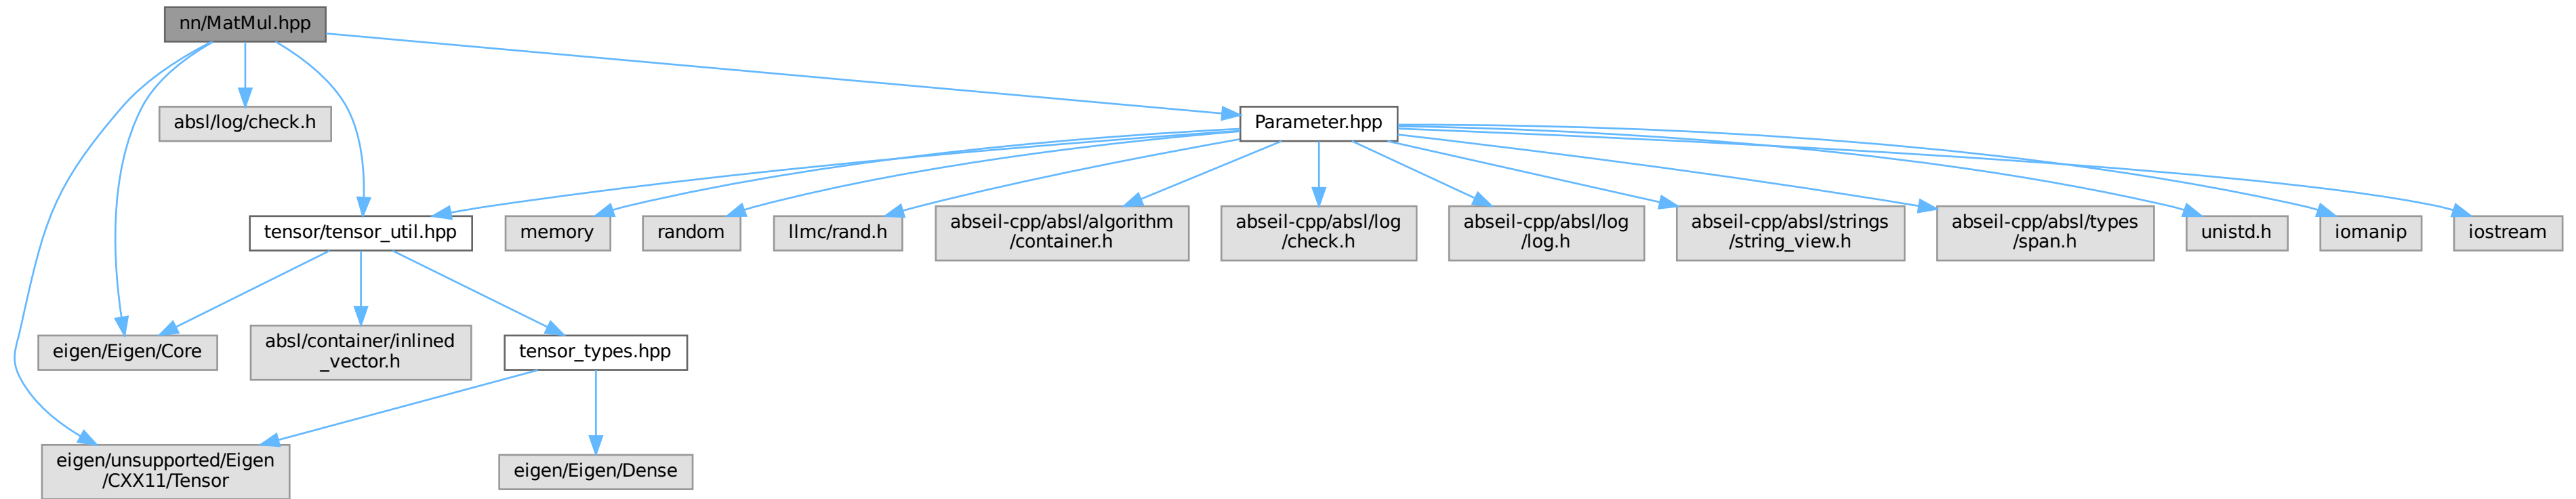 nn/MatMul.hpp
absl/log/check.h
Parameter.hpp
tensor/tensor_util.hpp
memory
random
llmc/rand.h
abseil-cpp/absl/algorithm
/container.h
abseil-cpp/absl/log
/check.h
abseil-cpp/absl/log
/log.h
abseil-cpp/absl/strings
/string_view.h
abseil-cpp/absl/types
/span.h
unistd.h
iomanip
iostream
eigen/Eigen/Core
absl/container/inlined
_vector.h
tensor_types.hpp
eigen/unsupported/Eigen
/CXX11/Tensor
eigen/Eigen/Dense